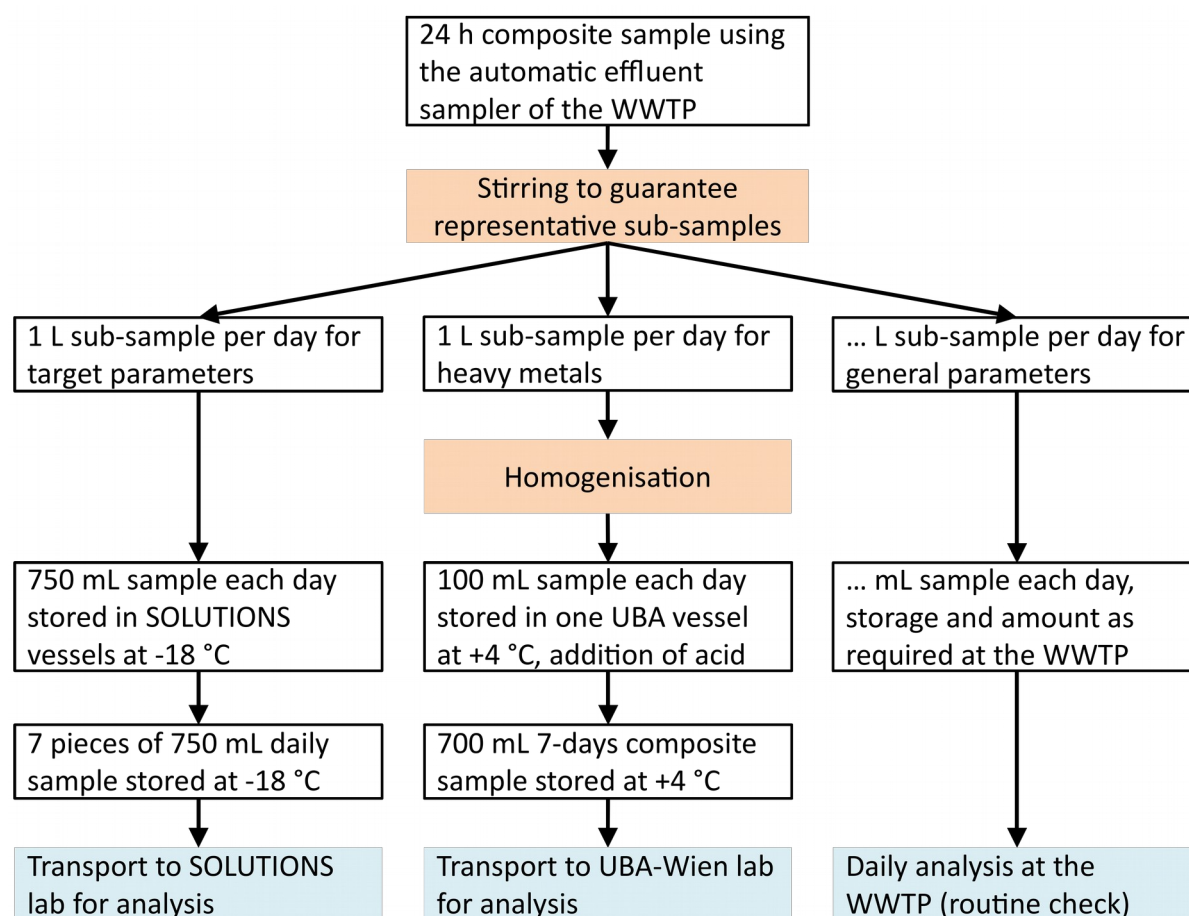 24 h composite sample using
the automatic effluent
sampler of the WWTP
Stirring to guarantee
representative sub-samples
1 L sub-sample per day for
target parameters
1 L sub-sample per day for
heavy metals
... L sub-sample per day for
general parameters
Homogenisation
750 mL sample each day
stored in SOLUTIONS
vessels at -18 °C
100 mL sample each day
stored in one UBA vessel
at +4 °C, addition of acid
... mL sample each day,
storage and amount as
required at the WWTP
7 pieces of 750 mL daily
sample stored at -18 °C
700 mL 7-days composite
sample stored at +4 °C
Transport to SOLUTIONS
lab for analysis
Transport to UBA-Wien lab
for analysis
Daily analysis at the
WWTP (routine check)